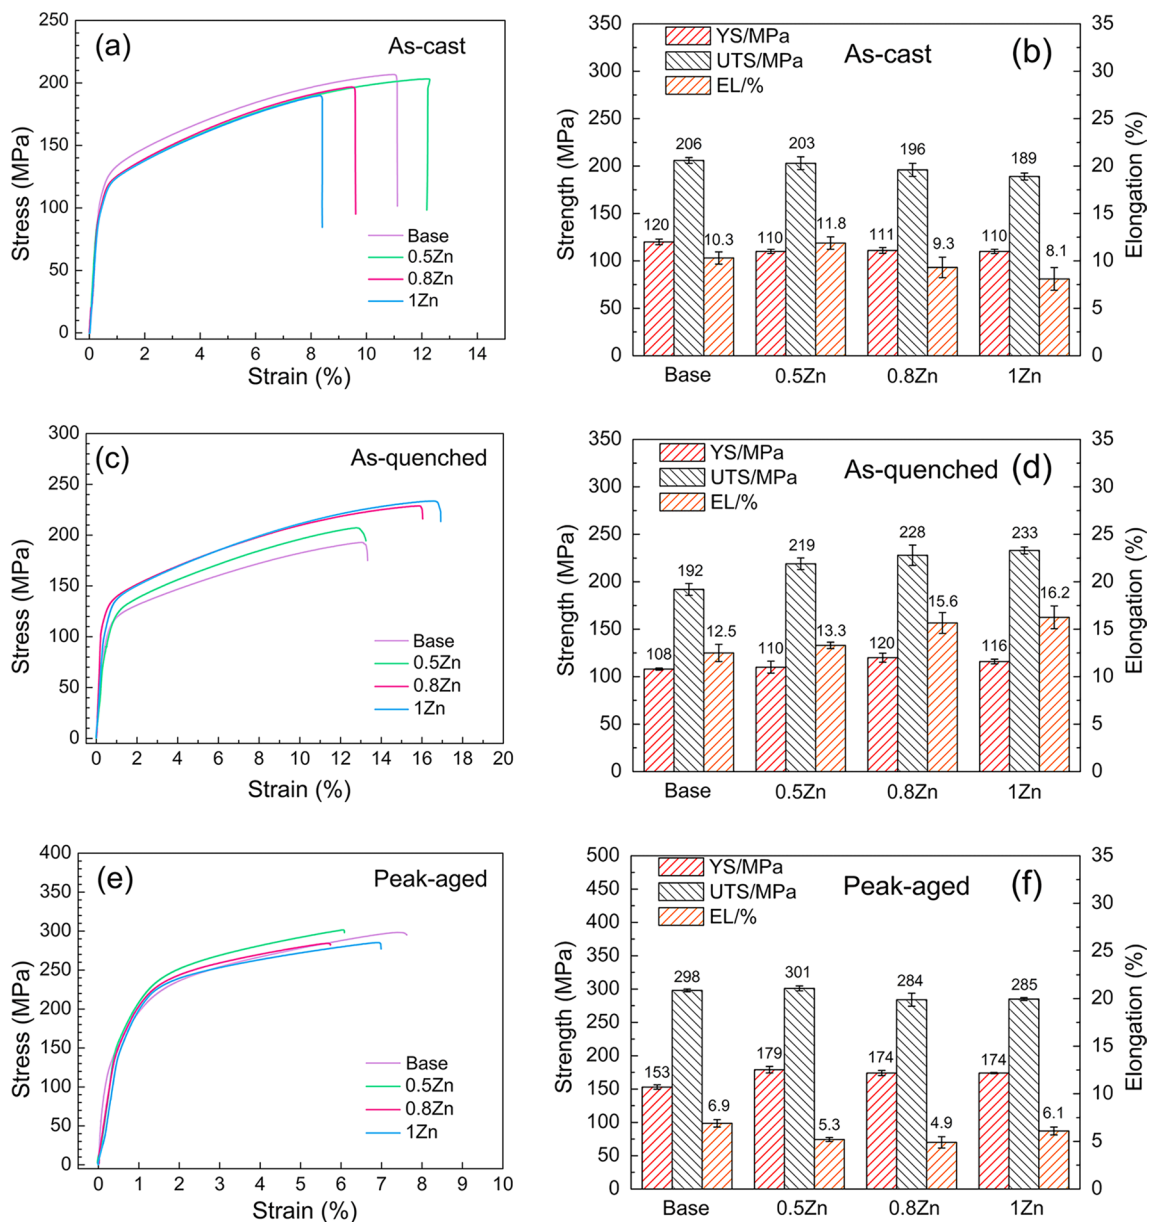 (a)
As-cast
Stress (MPa)
250
200
150
100
50
0
Base
0.5Zn
0.8Zn
1Zn
0 2 4 6 8 10 12 14
Strain (%)
(b)
As-cast
YS/MPa
UTS/MPa
EL/%
Strength (MPa)
350
300
250
200
150
100
50
0
120 206 10.3
110 203 11.8
111 196 9.3
110 189 8.1
Base 0.5Zn 0.8Zn 1Zn
35
30
25
20
15
10
5
0
Elongation (%)
(c)
As-quenched
Stress (MPa)
300
250
200
150
100
50
0
Base
0.5Zn
0.8Zn
1Zn
0 2 4 6 8 10 12 14 16 18 20
Strain (%)
(d)
As-quenched
YS/MPa
UTS/MPa
EL/%
Strength (MPa)
350
300
250
200
150
100
50
0
108 192 12.5
110 219 13.3
120 228 15.6
116 233 16.2
Base 0.5Zn 0.8Zn 1Zn
35
30
25
20
15
10
5
0
Elongation (%)
(e)
Peak-aged
Stress (MPa)
400
350
300
250
200
150
100
50
0
Base
0.5Zn
0.8Zn
1Zn
0 1 2 3 4 5 6 7 8 9 10
Strain (%)
(f)
Peak-aged
YS/MPa
UTS/MPa
EL/%
Strength (MPa)
500
450
400
350
300
250
200
150
100
50
0
153 298 6.9
179 301 5.3
174 284 4.9
174 285 6.1
Base 0.5Zn 0.8Zn 1Zn
35
30
25
20
15
10
5
0
Elongation (%)